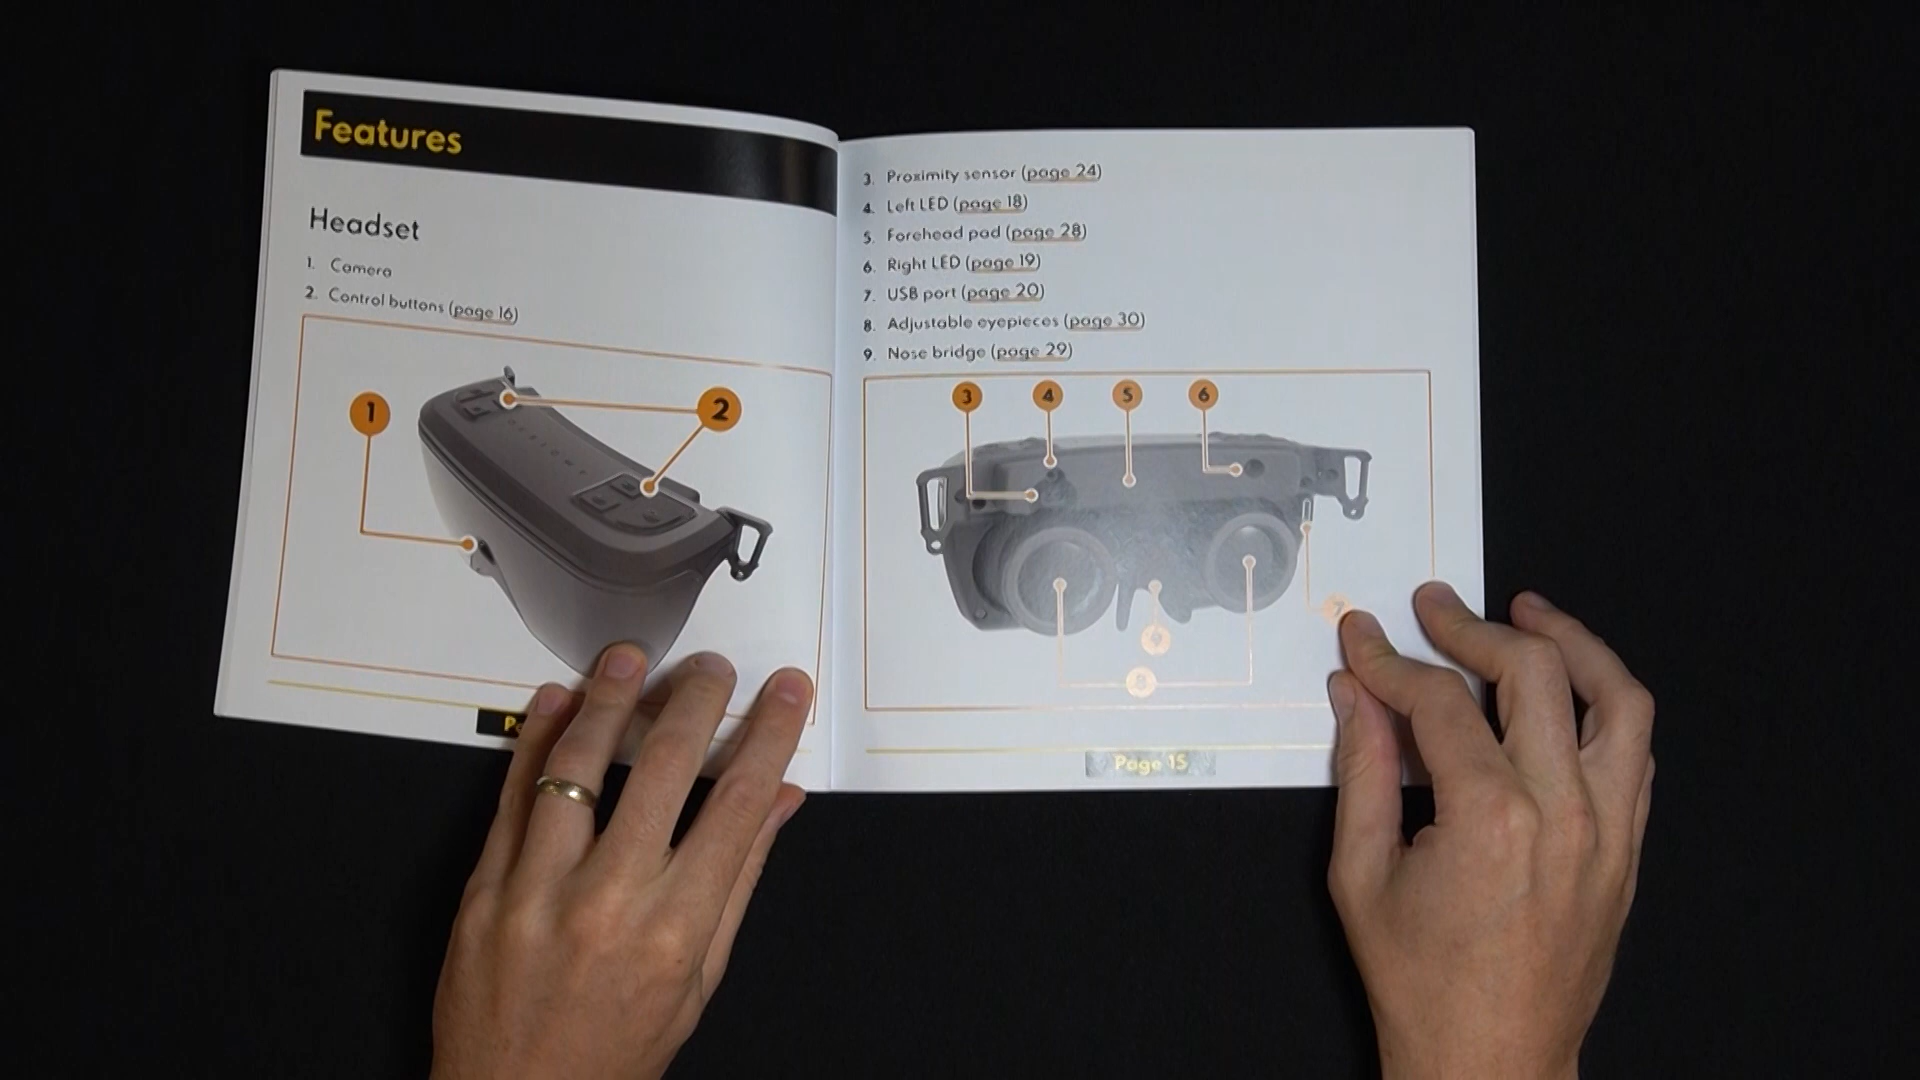 Features
Headset
1. Camera
2. Control buttons (page 16)
1
2
3. Proximity sensor (page 24)
4. Left LED (page 18)
5. Forehead pad (page 28)
6. Right LED (page 19)
7. USB port (page 20)
8. Adjustable eyepieces (page 30)
9. Nose bridge (page 29)
3 4 5 6
7
9
8
Page 15